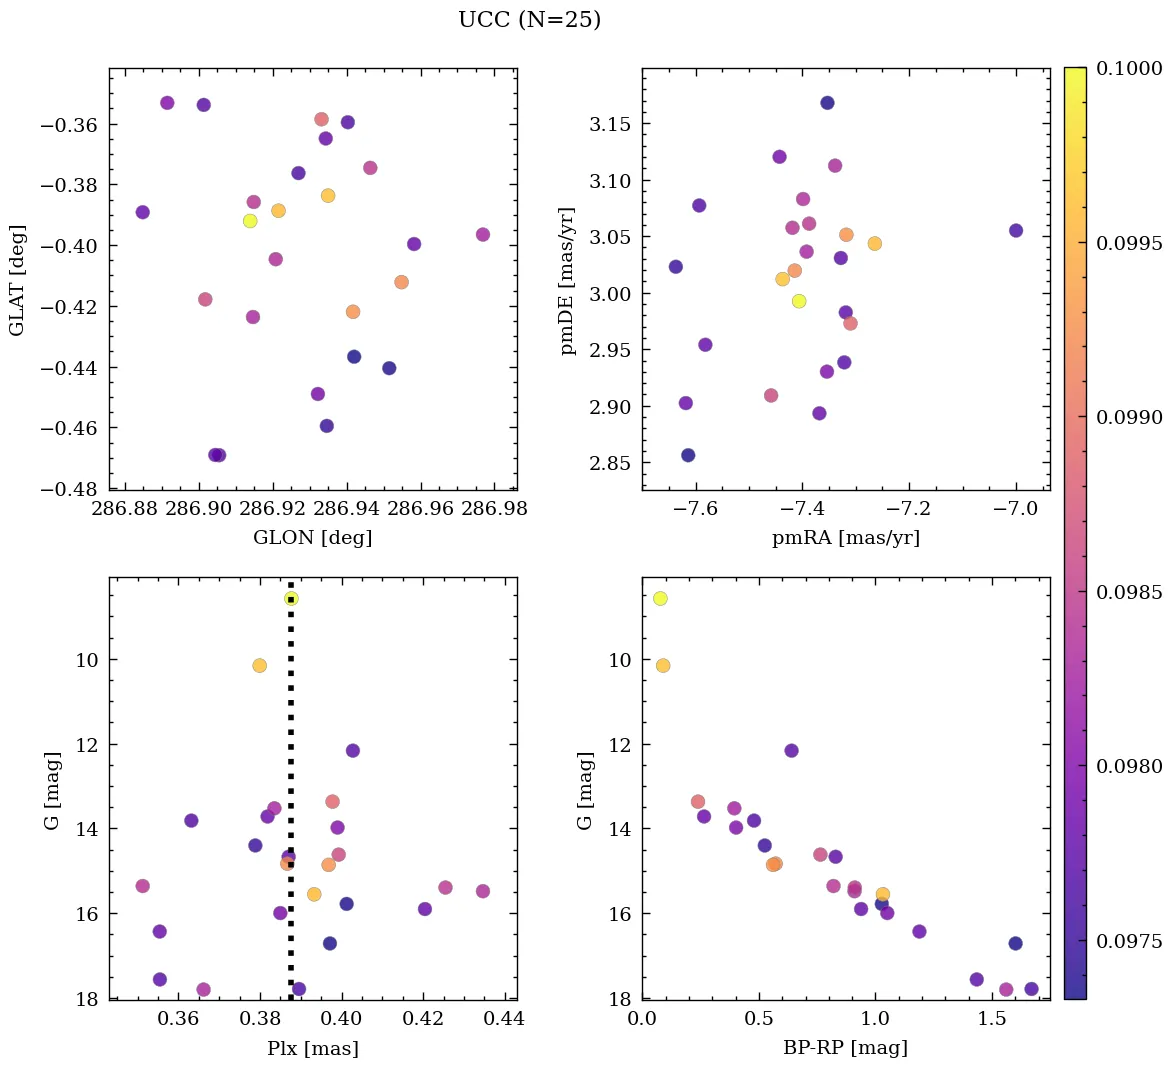 UCC (N=25)
−0.36
−0.38
−0.40
−0.42
−0.44
−0.46
−0.48
GLAT [deg]
286.88 286.90 286.92 286.94 286.96 286.98
GLON [deg]
3.15
3.10
3.05
3.00
2.95
2.90
2.85
pmDE [mas/yr]
−7.6 −7.4 −7.2 −7.0
pmRA [mas/yr]
10
12
14
16
18
G [mag]
0.36 0.38 0.40 0.42 0.44
Plx [mas]
10
12
14
16
18
G [mag]
0.0 0.5 1.0 1.5
BP-RP [mag]
0.1000
0.0995
0.0990
0.0985
0.0980
0.0975